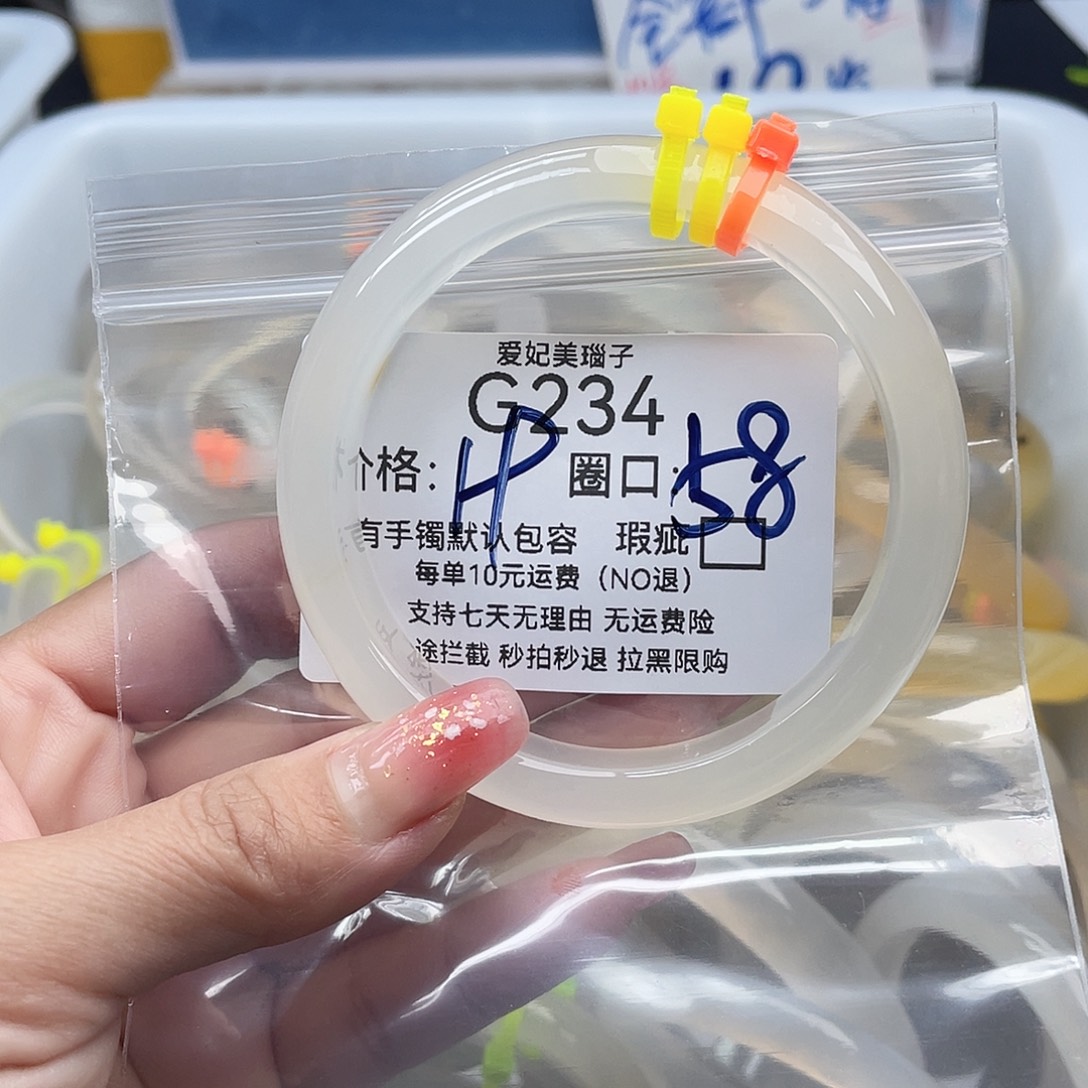 爱妃美瑙子
G234
价格：HP 圈口：58
有手镯默认包容 瑕疵
每单10元运费（NO退）
支持七天无理由 无运费险
途拦截 秒拍秒退 拉黑限购